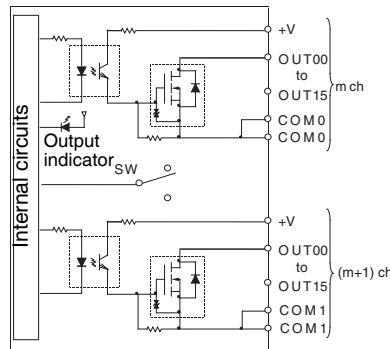 Internal circuits
+V
OUT00
to
OUT15
COM0
COM0
m ch
Output
indicator
SW
+V
OUT00
to
OUT15
COM1
COM1
(m+1) ch